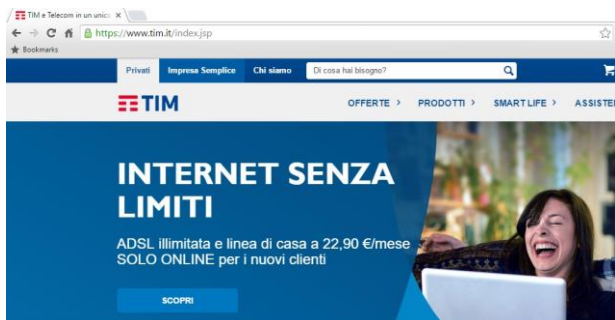 TIM e Telecom in un unico
https://www.tim.it/index.jsp
Bookmarks
Privati Impresa Semplice Chi siamo Di cosa hai bisogno?
TIM OFFERTE > PRODOTTI > SMART LIFE >
INTERNET SENZA
LIMITI
ADSL illimitata e linea di casa a 22,90 €/mese
SOLO ONLINE per i nuovi clienti
SCOPRI